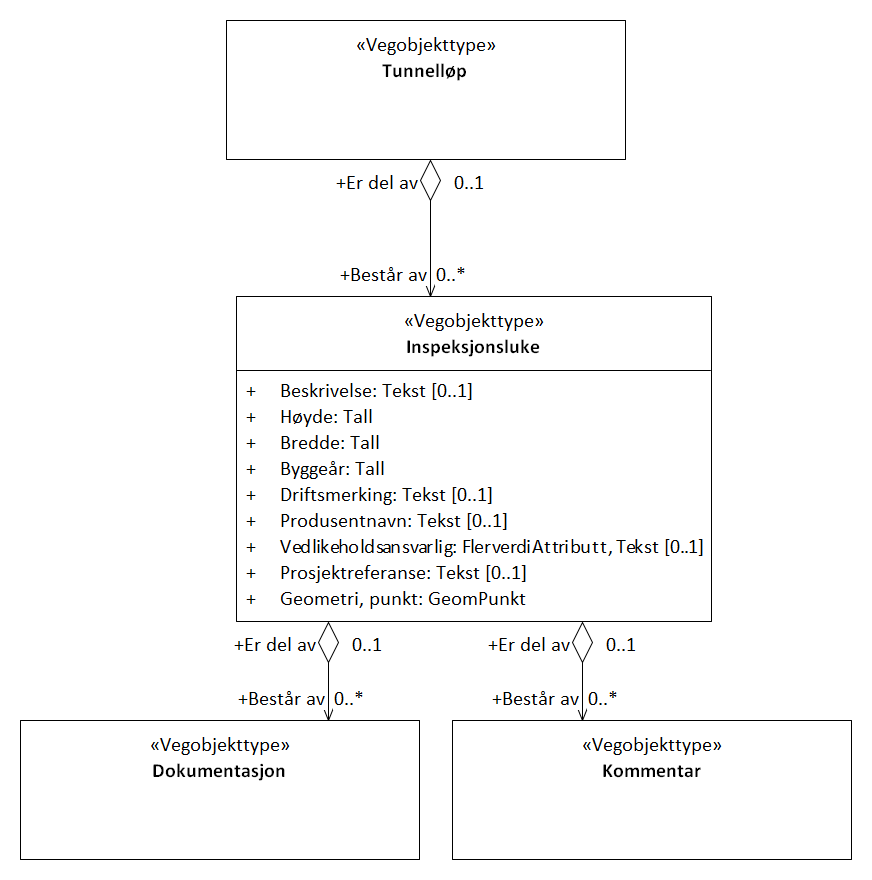 «Vegobjekttype»
Tunnelløp
+Er del av 0..1
+Består av 0..*
«Vegobjekttype»
Inspeksjonsluke
+ Beskrivelse: Tekst [0..1]
+ Høyde: Tall
+ Bredde: Tall
+ Byggeår: Tall
+ Driftsmerking: Tekst [0..1]
+ Produsentnavn: Tekst [0..1]
+ Vedlikeholdsansvarlig: FlerverdiAttributt, Tekst [0..1]
+ Prosjektreferanse: Tekst [0..1]
+ Geometri, punkt: GeomPunkt
+Er del av 0..1
+Består av 0..*
+Er del av 0..1
+Består av 0..*
«Vegobjekttype»
Dokumentasjon
«Vegobjekttype»
Kommentar